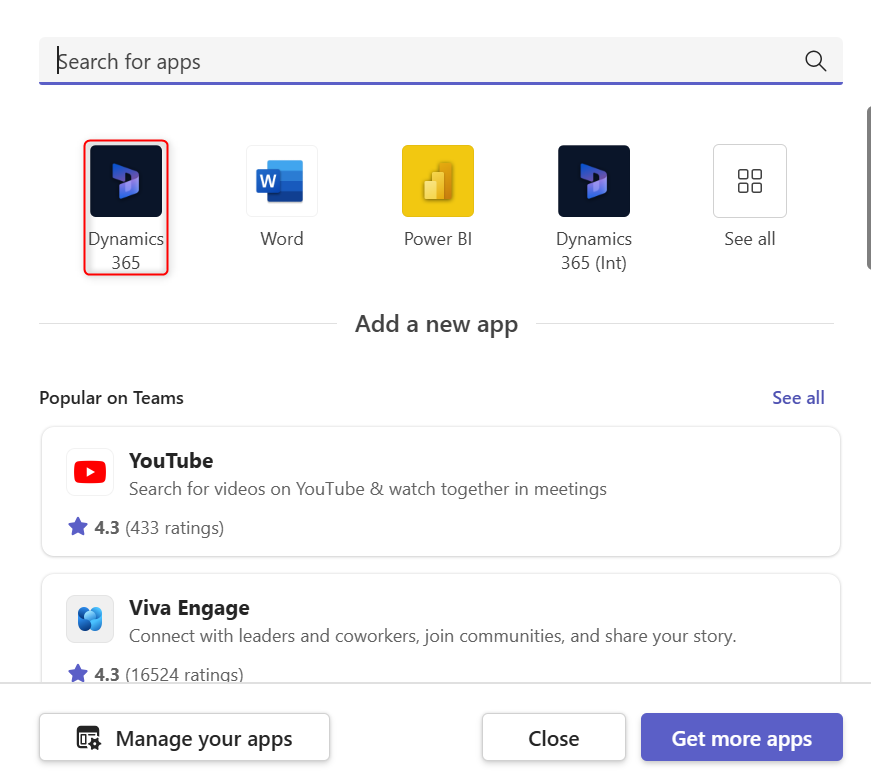 Search for apps
Dynamics
365
W
Word
Power BI
Dynamics
365 (Int)
See all
Add a new app
Popular on Teams
See all
YouTube
Search for videos on YouTube & watch together in meetings
4.3 (433 ratings)
Viva Engage
Connect with leaders and coworkers, join communities, and share your story.
4.3 (16524 ratings)
Manage your apps
Close
Get more apps